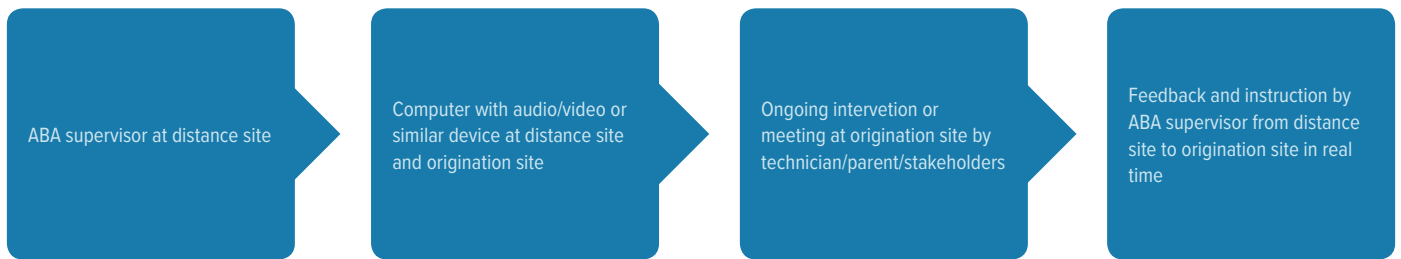 ABA supervisor at distance site
Computer with audio/video or
similar device at distance site
and origination site
Ongoing intervetion or
meeting at origination site by
technician/parent/stakeholders
Feedback and instruction by
ABA supervisor from distance
site to origination site in real
time